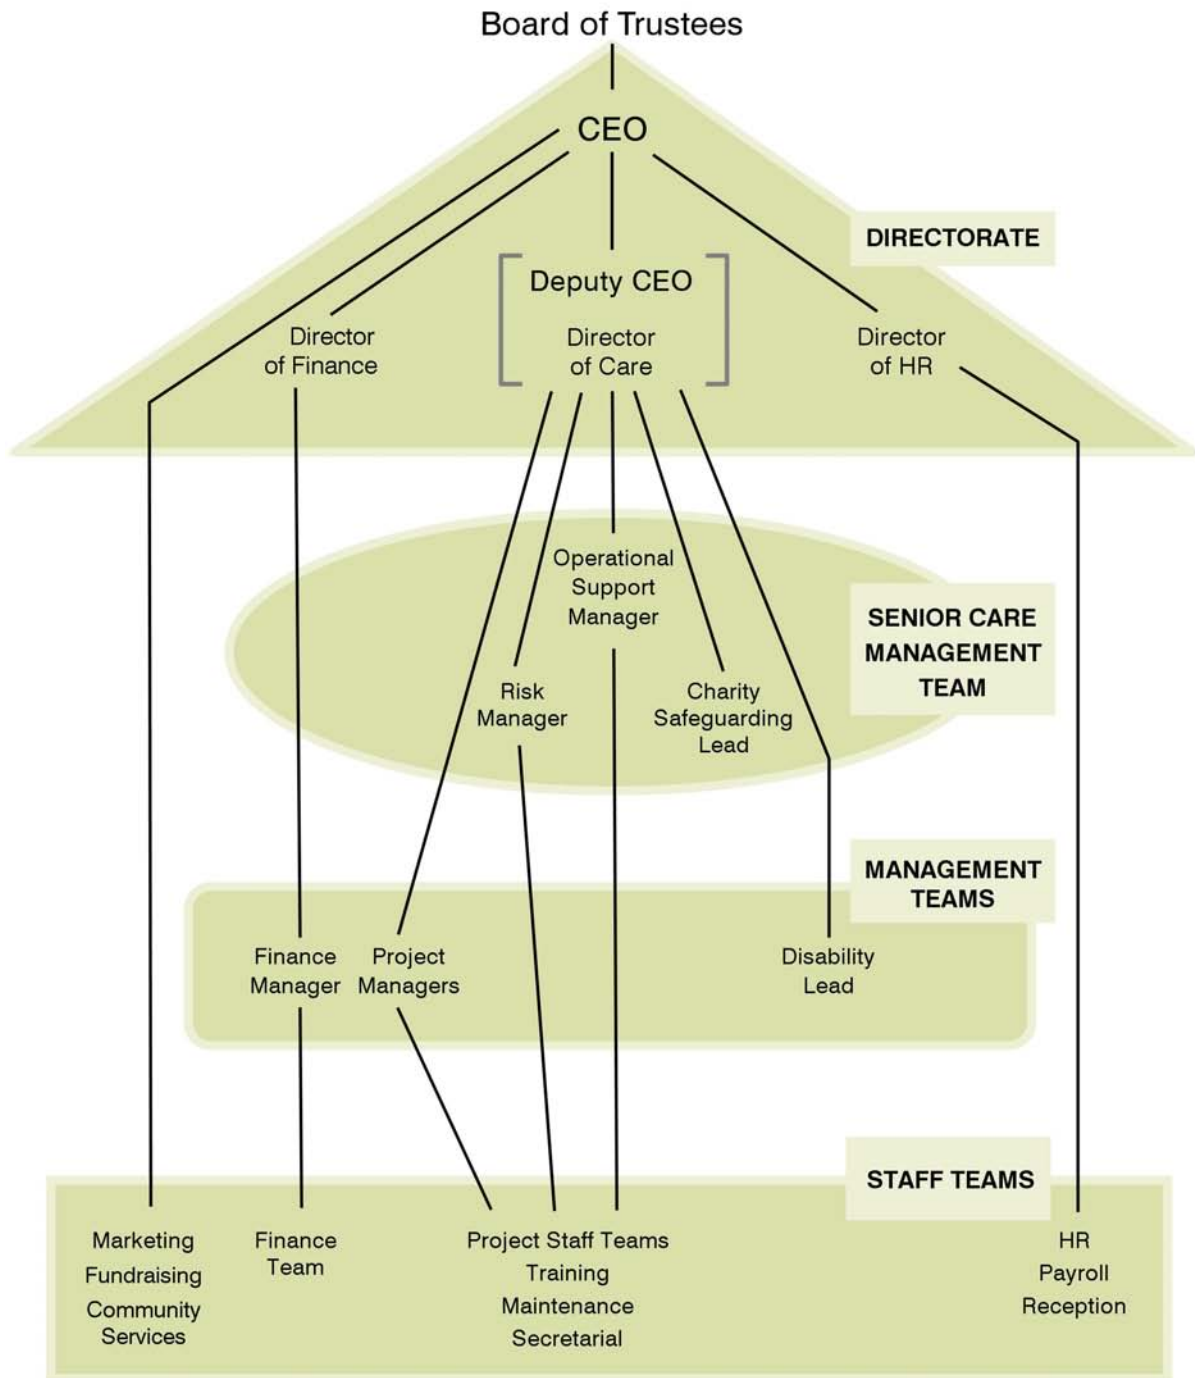 Board of Trustees
CEO
DIRECTORATE
Deputy CEO
Director
of Finance
Director
of Care
Director
of HR
Operational
Support
Manager
SENIOR CARE
MANAGEMENT
TEAM
Risk
Manager
Charity
Safeguarding
Lead
MANAGEMENT
TEAMS
Finance
Manager
Project
Managers
Disability
Lead
STAFF TEAMS
Marketing
Fundraising
Community
Services
Finance
Team
Project Staff Teams
Training
Maintenance
Secretarial
HR
Payroll
Reception